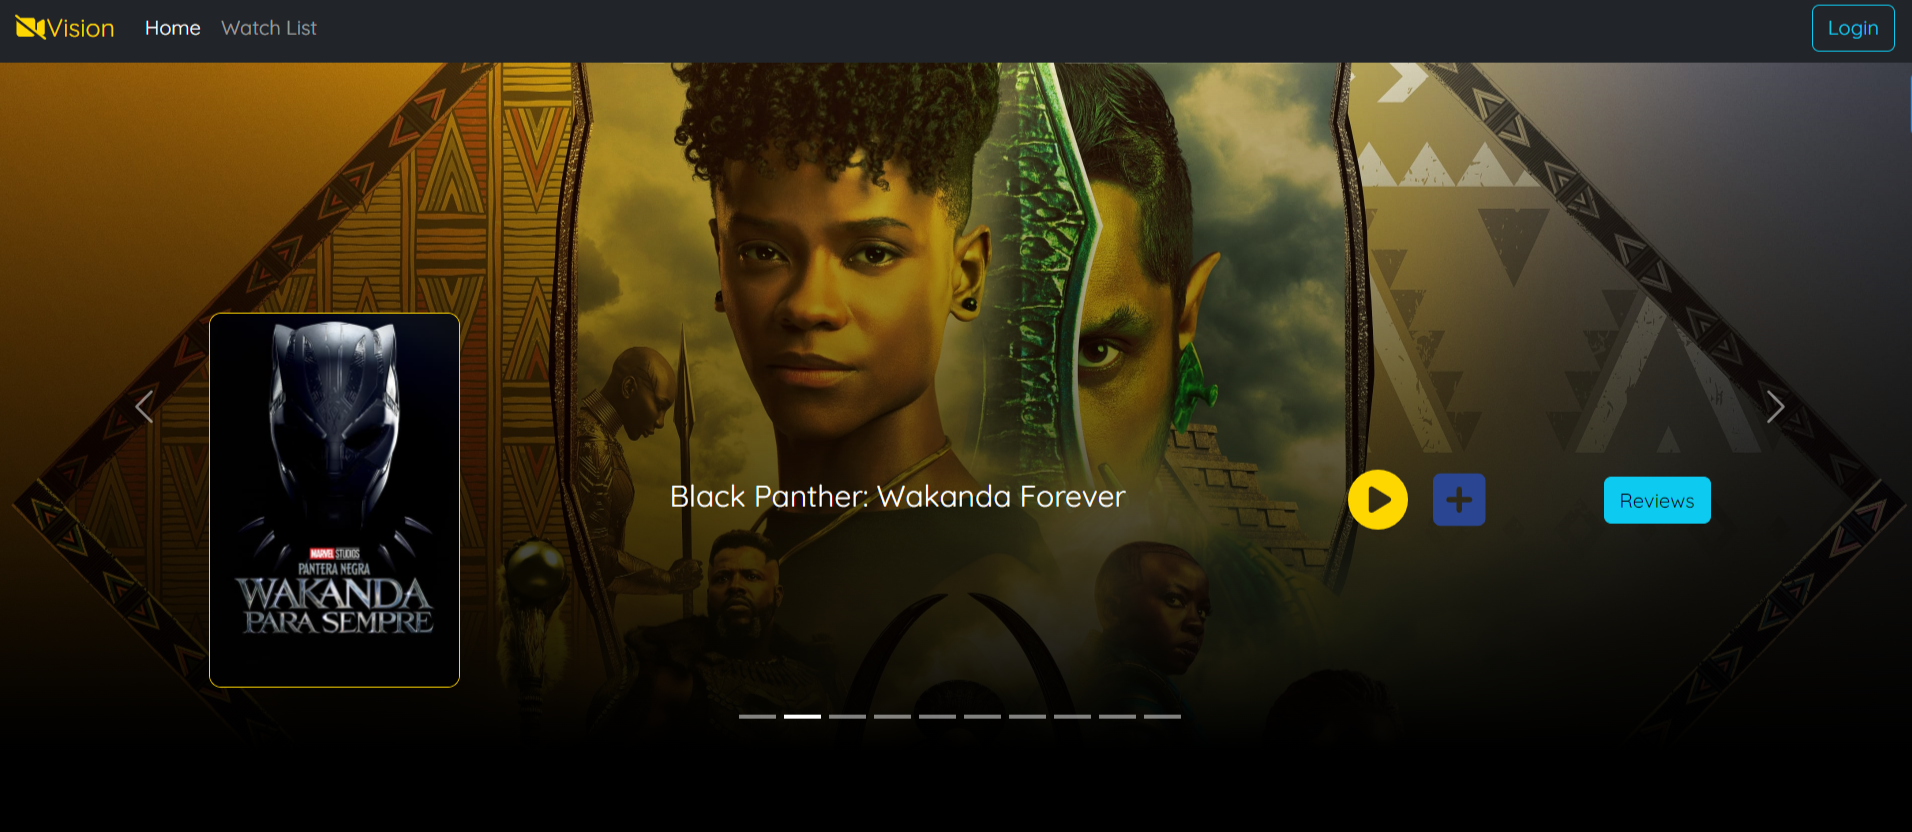 Vision
Home
Watch List
Login
MARVEL STUDIOS
PANTERA NEGRA
WAKANDA
PARA SEMPRE
Black Panther: Wakanda Forever
Reviews